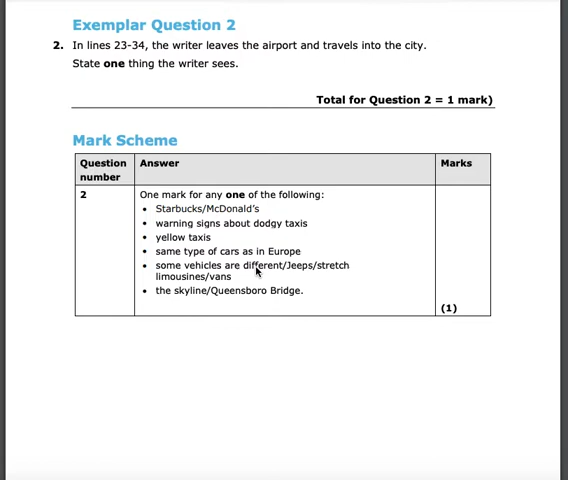 Exemplar Question 2
2. In lines 23-34, the writer leaves the airport and travels into the city.
State one thing the writer sees.
Total for Question 2 = 1 mark)
Mark Scheme
Question number Answer Marks
2 One mark for any one of the following:
• Starbucks/McDonald's
• warning signs about dodgy taxis
• yellow taxis
• same type of cars as in Europe
• some vehicles are different/Jeeps/stretch
limousines/vans
• the skyline/Queensboro Bridge.
(1)